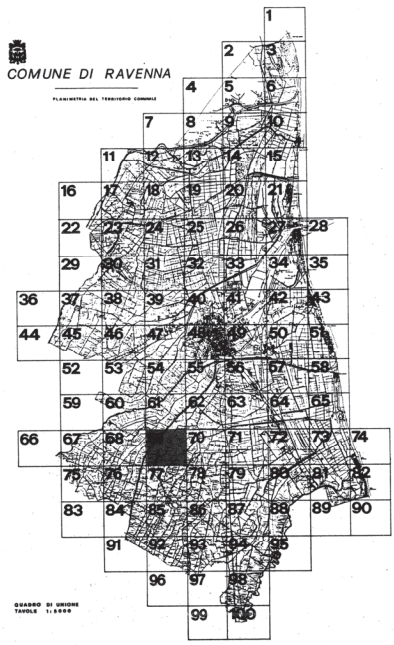 1
2 3
COMUNE DI RAVENNA
PLANIMETRIA DEL TERRITORIO COMUNALE
4 5 6
7 8 9 10
11 12 13 14 15
16 17 18 19 20 21
22 23 24 25 26 27 28
29 30 31 32 33 34 35
36 37 38 39 40 41 42 43
44 45 46 47 48 49 50 51
52 53 54 55 56 57 58
59 60 61 62 63 64 65
66 67 68 70 71 72 73 74
75 76 77 78 79 80 81 82
83 84 85 86 87 88 89 90
91 92 93 94 95
96 97 98
QUADRO DI UNIONE
TAVOLE 1:5000
99 100